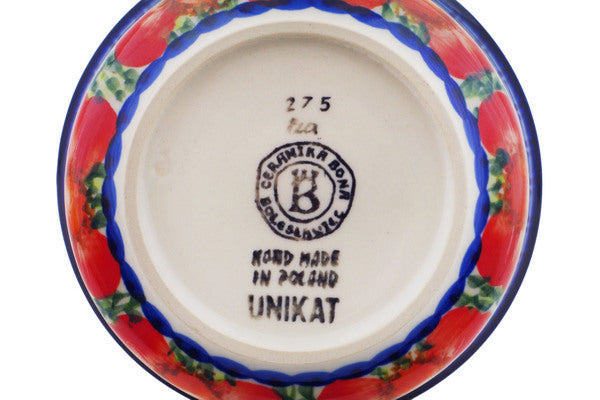 275
CERAMIKA BONA
B
BOLESŁAWIEC
HAND MADE
IN POLAND
UNIKAT